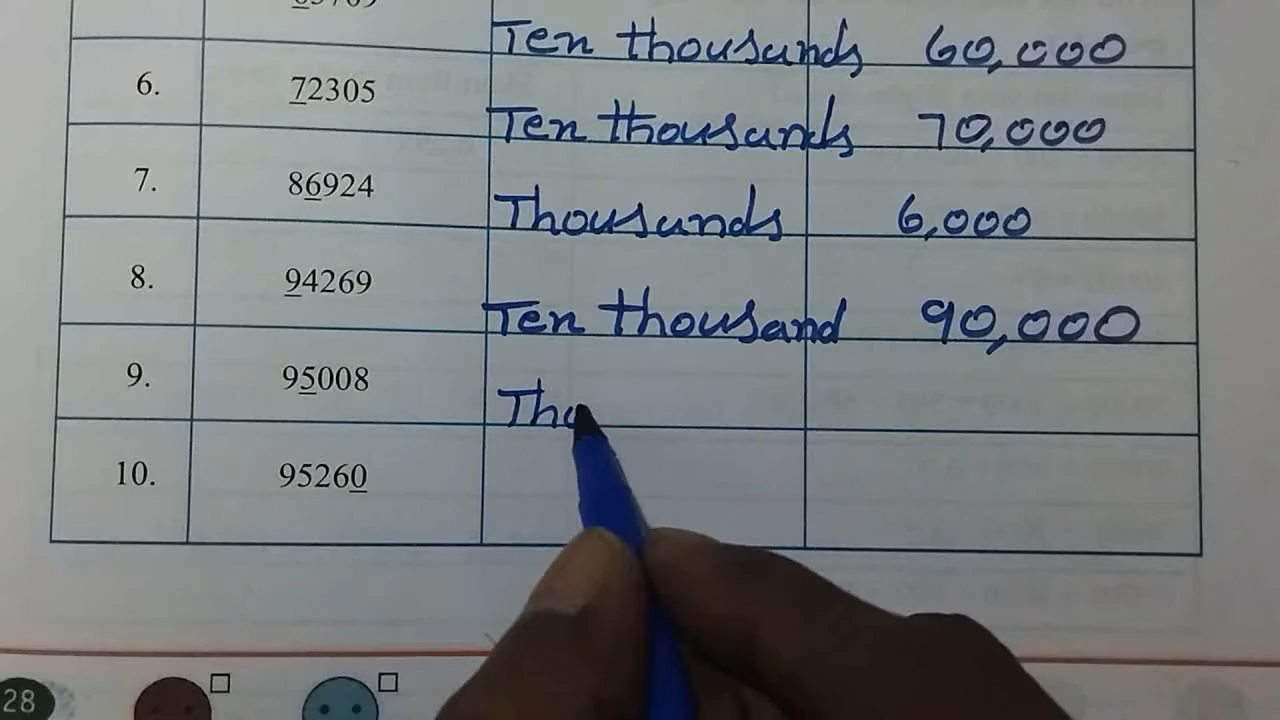 Ten thousands 60,000
6. 72305 Ten thousands 70,000
7. 86924 Thousands 6,000
8. 94269 Ten thousand 90,000
9. 95008 Tho
10. 95260
28